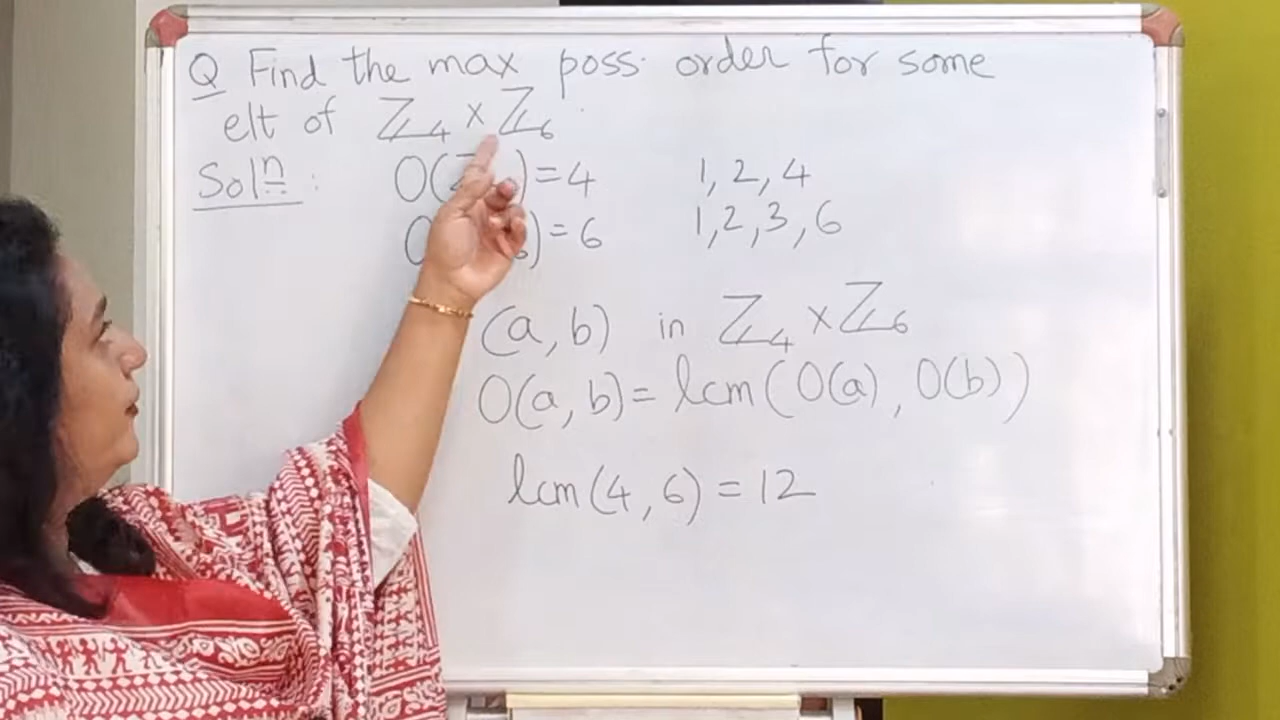 Q Find the max poss. order for some
elt of ℤ₄ × ℤ₆
Solⁿ : O(ℤ )=4 1, 2, 4
O( ₆)=6 1, 2, 3, 6
(a, b) in ℤ₄ × ℤ₆
O(a, b) = lcm(O(a), O(b))
lcm(4, 6) = 12